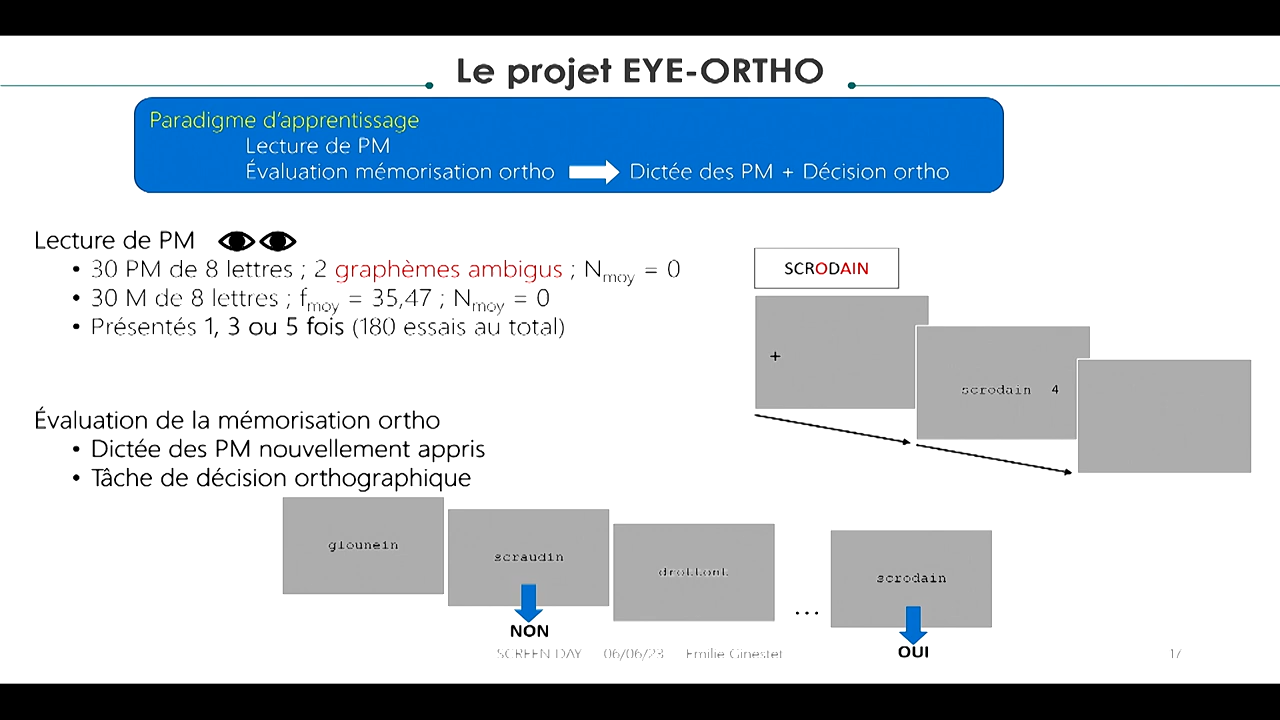 Le projet EYE-ORTHO
Paradigme d'apprentissage
Lecture de PM
Évaluation mémorisation ortho Dictée des PM + Décision ortho
Lecture de PM
• 30 PM de 8 lettres ; 2 graphèmes ambigus ; Nmoy = 0
• 30 M de 8 lettres ; fmoy = 35,47 ; Nmoy = 0
• Présentés 1, 3 ou 5 fois (180 essais au total)
SCRODAIN
+
scrodain 4
Évaluation de la mémorisation ortho
• Dictée des PM nouvellement appris
• Tâche de décision orthographique
glounein
scraudin
drottont
...
scrodain
NON
OUI
SCREEN DAY 06/06/23 Emilie Ginestet
17